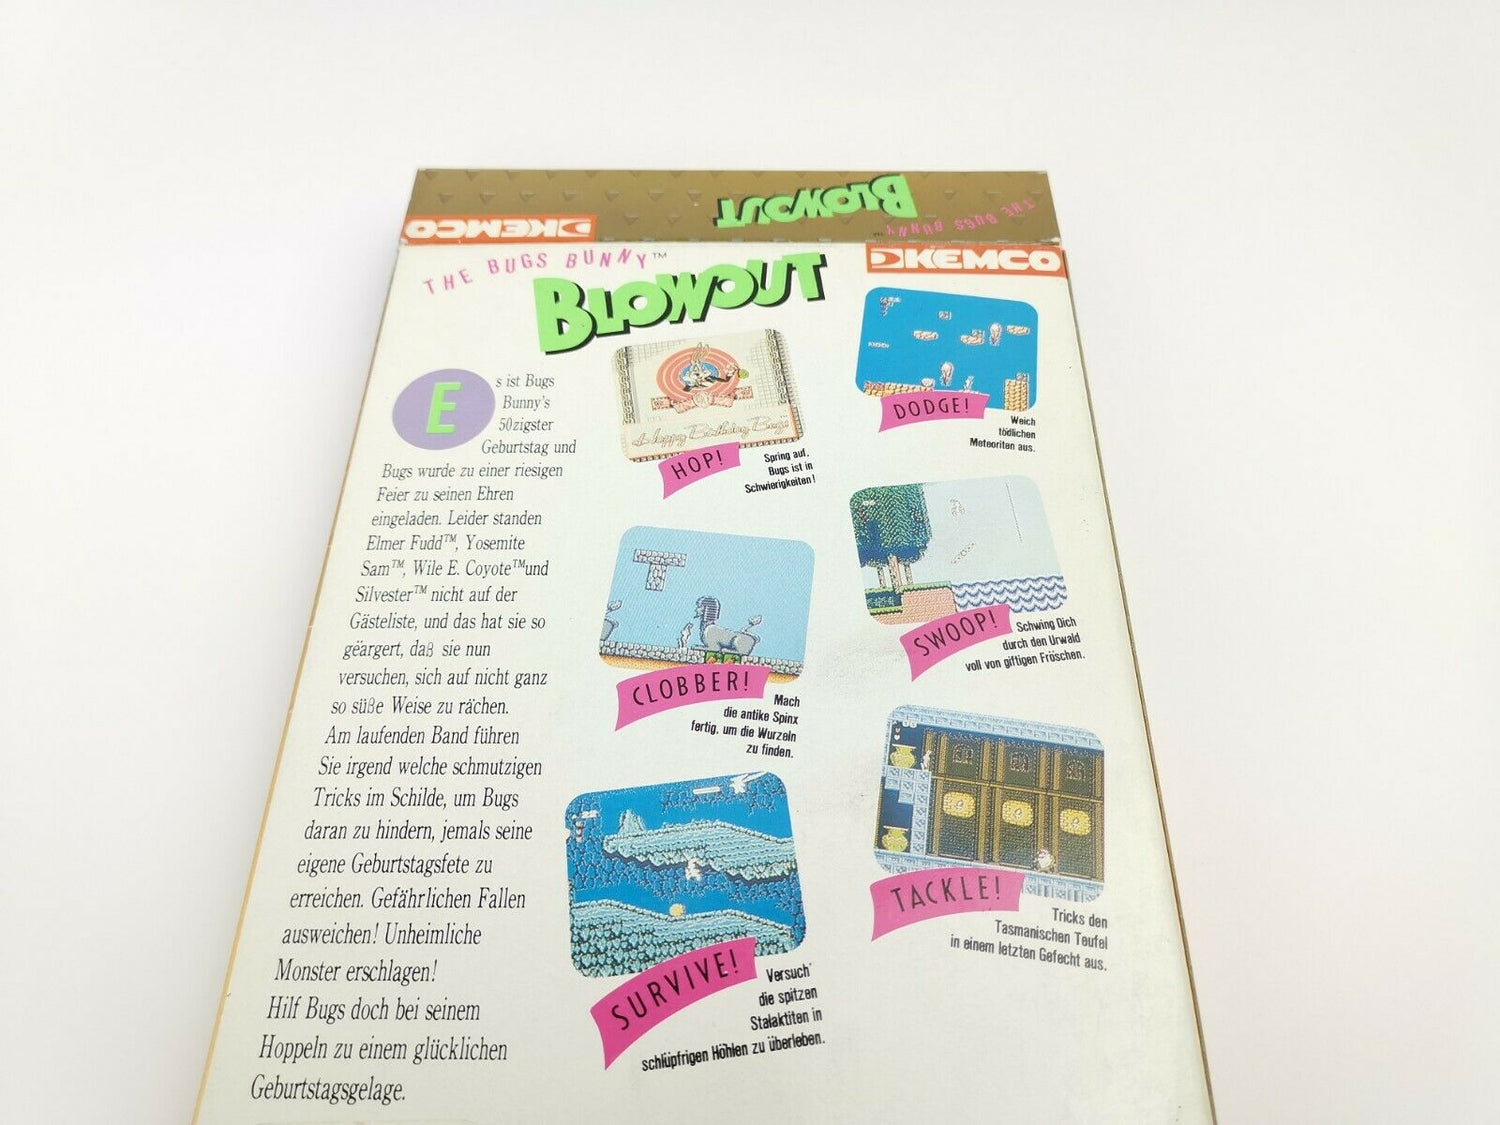 KEMCO
BLOWOUT
THE BUGS BUNNY
THE BUGS BUNNY™
BLOWOUT
KEMCO
Es ist Bugs
Bunny's
50zigster
Geburtstag und
Bugs wurde zu einer riesigen
Feier zu seinen Ehren
eingeladen. Leider standen
Elmer Fudd™, Yosemite
Sam™, Wile E. Coyote™und
Silvester™ nicht auf der
Gästeliste, und das hat sie so
geärgert, daß sie nun
versuchen, sich auf nicht ganz
so süße Weise zu rächen.
Am laufenden Band führen
Sie irgend welche schmutzigen
Tricks im Schilde, um Bugs
daran zu hindern, jemals seine
eigene Geburtstagsfete zu
erreichen. Gefährlichen Fallen
ausweichen! Unheimliche
Monster erschlagen!
Hilf Bugs doch bei seinem
Hoppeln zu einem glücklichen
Geburtstagsgelage.
Happy Birthday Bugs
HOP!
Spring auf,
Bugs ist in
Schwierigkeiten!
DODGE!
Weich
tödlichen
Meteoriten aus.
CLOBBER!
Mach
die antike Spinx
fertig, um die Wurzeln
zu finden.
SWOOP!
Schwing Dich
durch den Urwald
voll von giftigen Fröschen.
SURVIVE!
Versuch'
die spitzen
Stalaktiten in
schlüpfrigen Höhlen zu überleben.
TACKLE!
Tricks den
Tasmanischen Teufel
in einem letzten Gefecht aus.